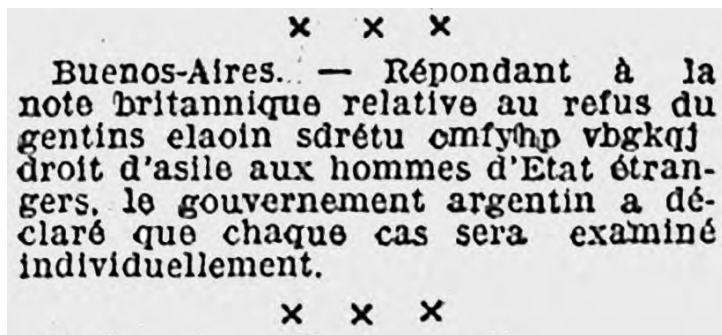 × × ×
Buenos-Aires. — Répondant à la
note britannique relative au refus du
gentins elaoin sdrétu cmfyhp vbgkqj
droit d'asile aux hommes d'Etat étran-
gers, le gouvernement argentin a dé-
claré que chaque cas sera examiné
individuellement.
× × ×